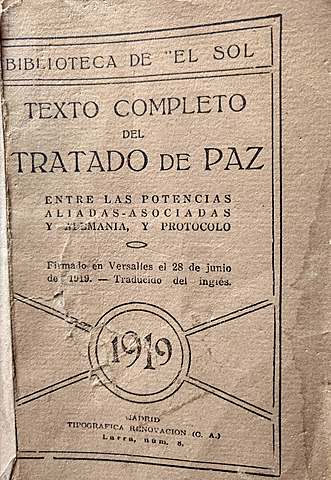 BIBLIOTECA DE "EL SOL
TEXTO COMPLETO
DEL
TRATADO DE PAZ
ENTRE LAS POTENCIAS
ALIADAS-ASOCIADAS
Y ALEMANIA, Y PROTOCOLO
Firmado en Versalles el 28 de junio
de 1919. — Traducido del inglés.
1919
MADRID
TIPOGRAFICA RENOVACION (C. A.)
Larra, núm. 8.